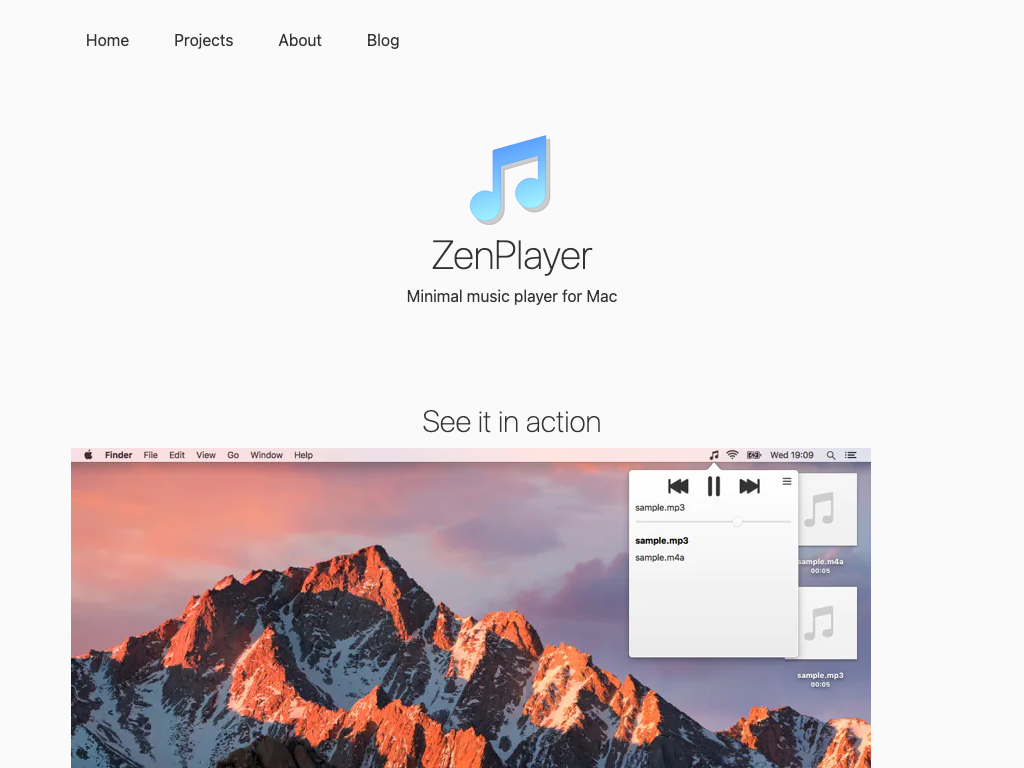 Home Projects About Blog
ZenPlayer
Minimal music player for Mac
See it in action
Finder File Edit View Go Window Help Wed 19:09
sample.mp3
sample.mp3
sample.m4a
sample.m4a
00:05
sample.mp3
00:05